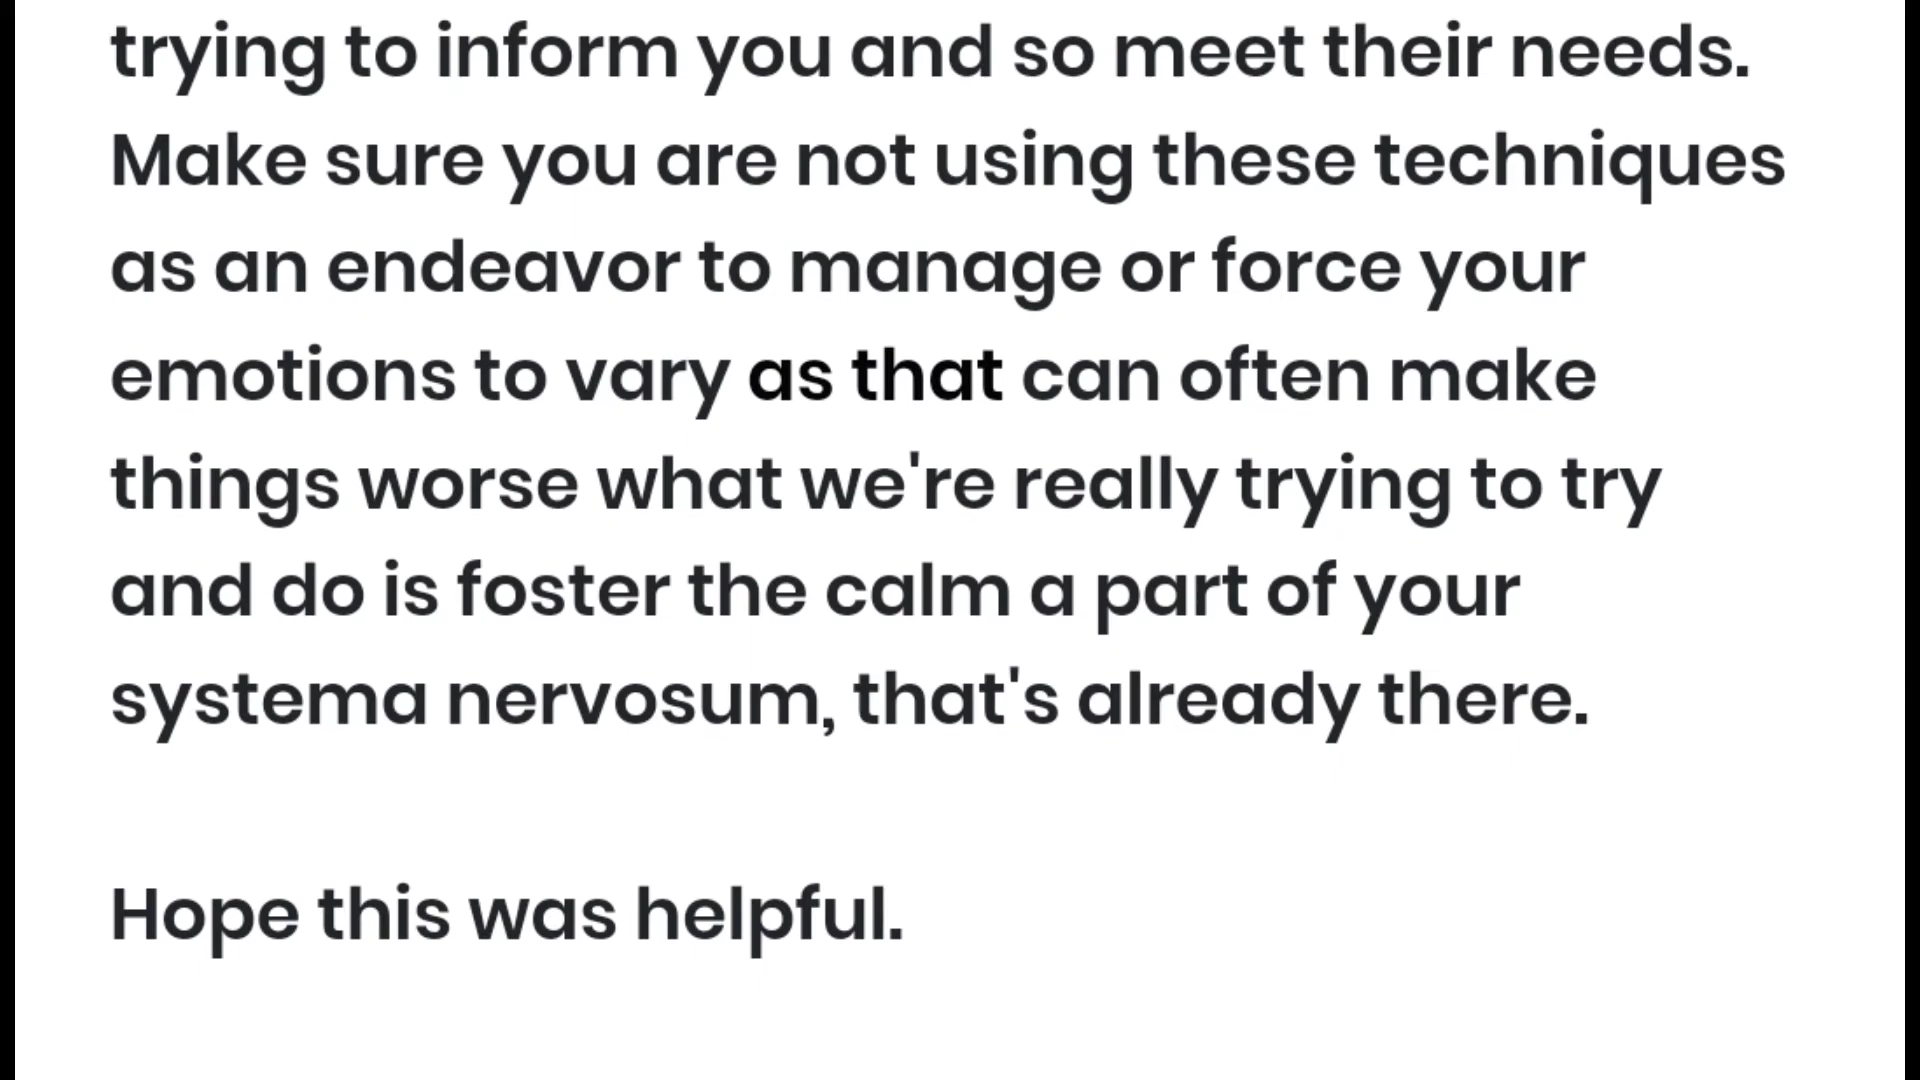 trying to inform you and so meet their needs.
Make sure you are not using these techniques
as an endeavor to manage or force your
emotions to vary as that can often make
things worse what we're really trying to try
and do is foster the calm a part of your
systema nervosum, that's already there.
Hope this was helpful.